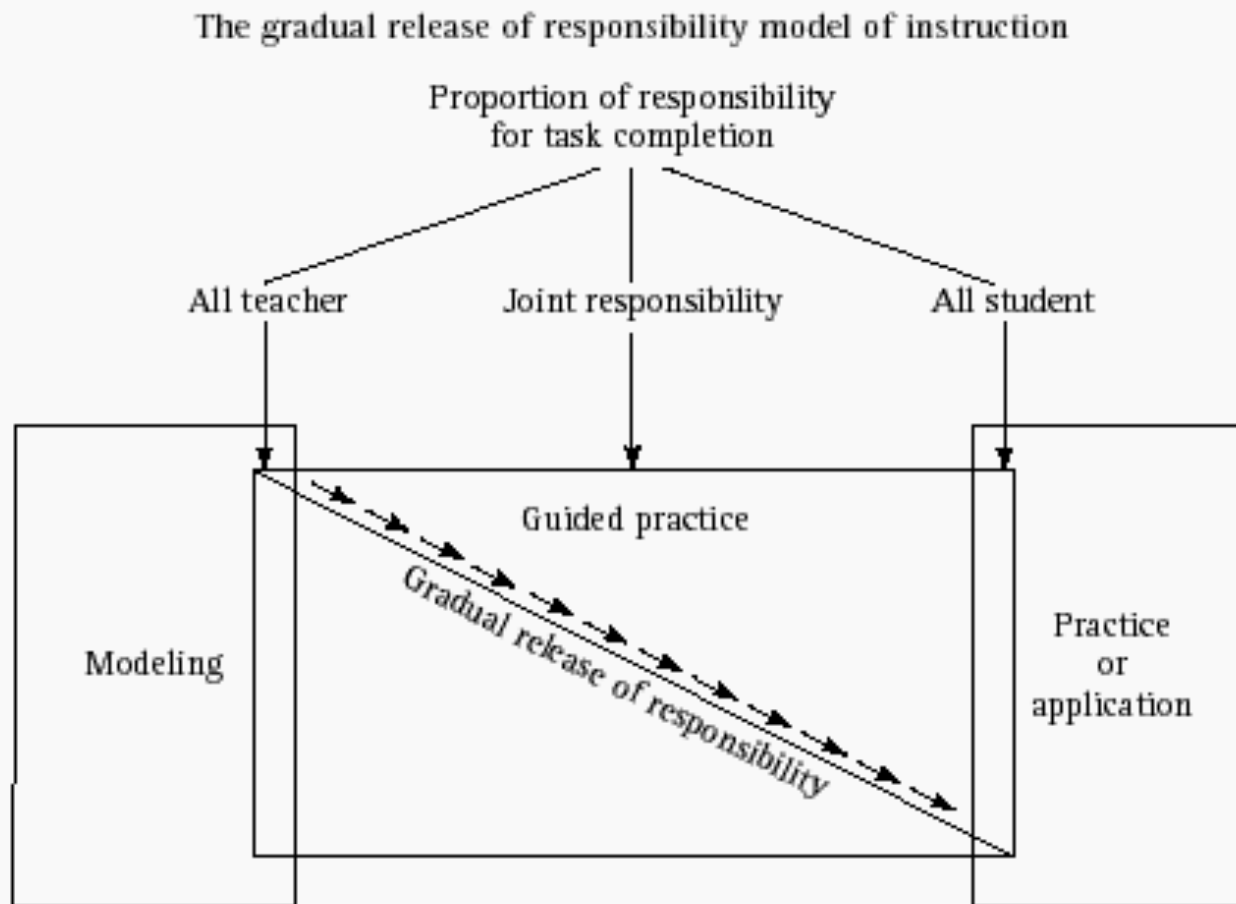 The gradual release of responsibility model of instruction
Proportion of responsibility
for task completion
All teacher
Joint responsibility
All student
Guided practice
Gradual release of responsibility
Modeling
Practice
or
application